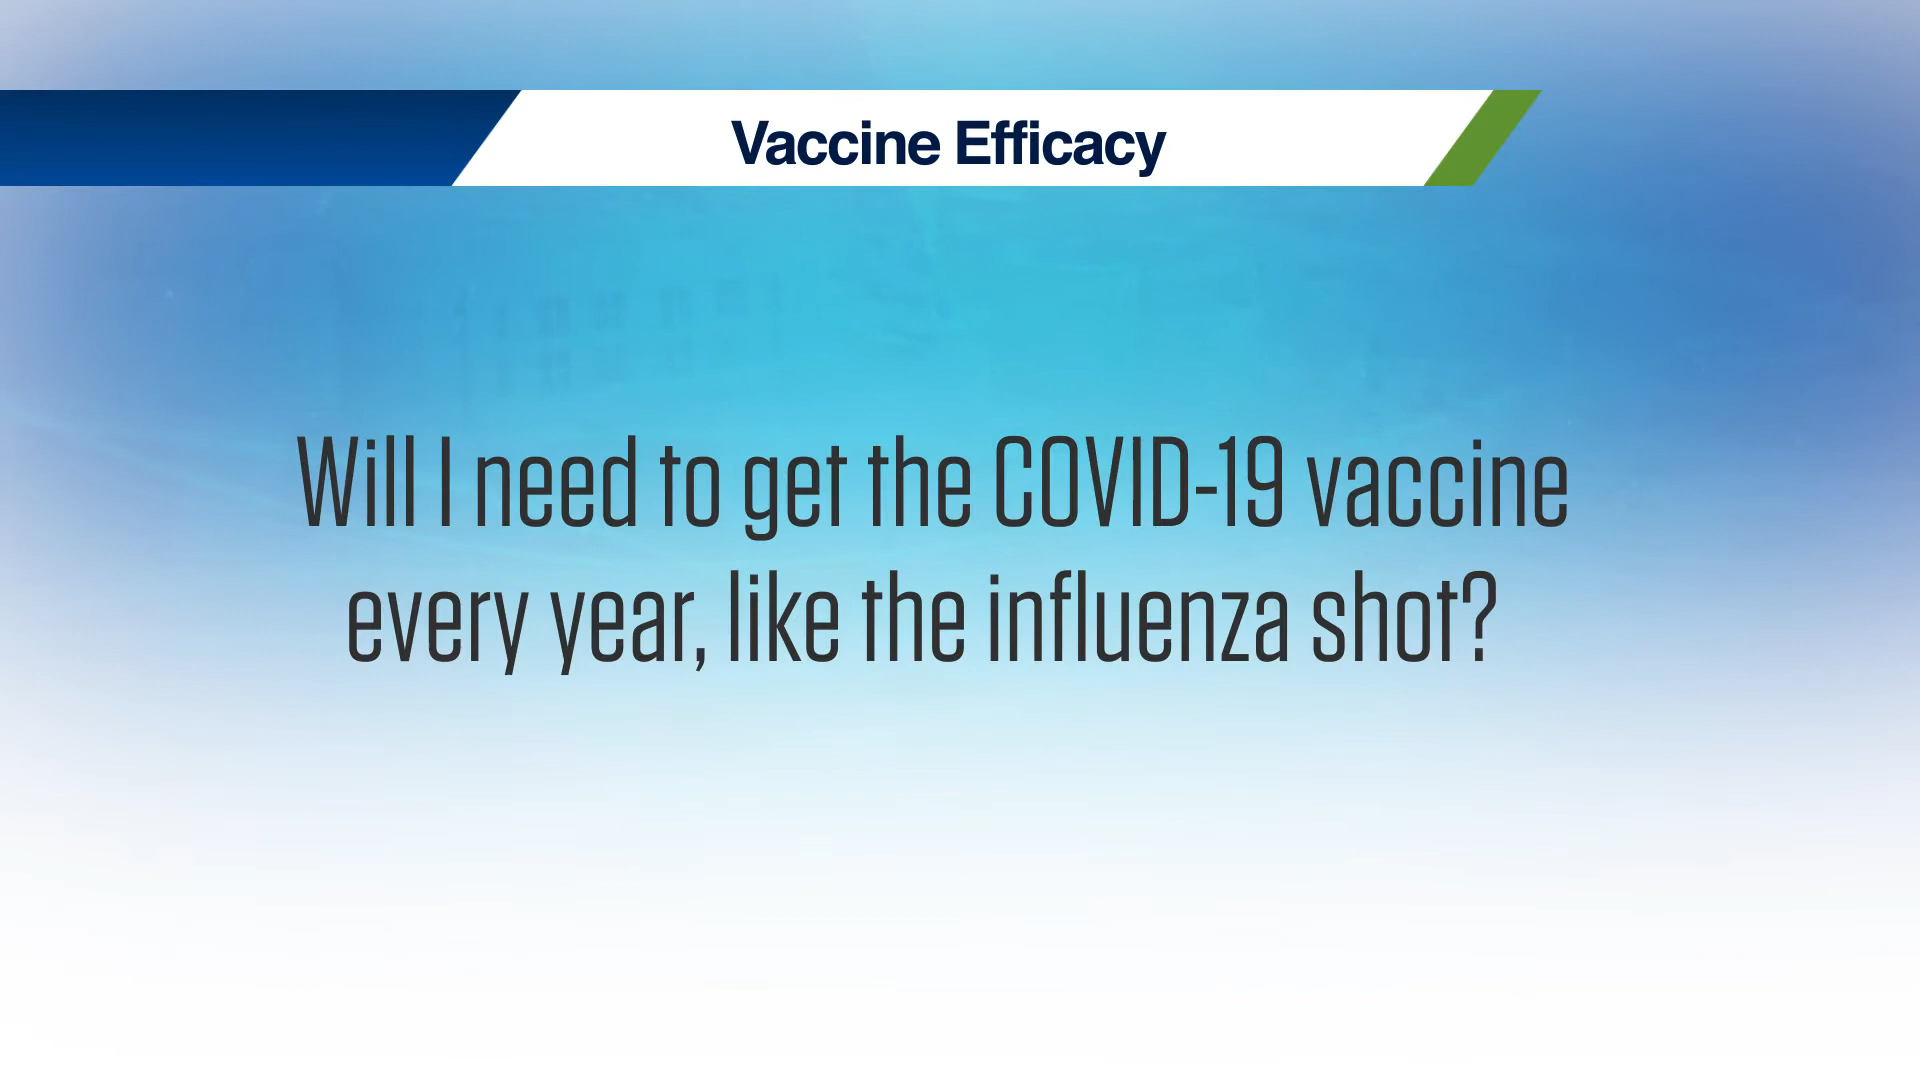 Vaccine Efficacy
Will I need to get the COVID-19 vaccine
every year, like the influenza shot?